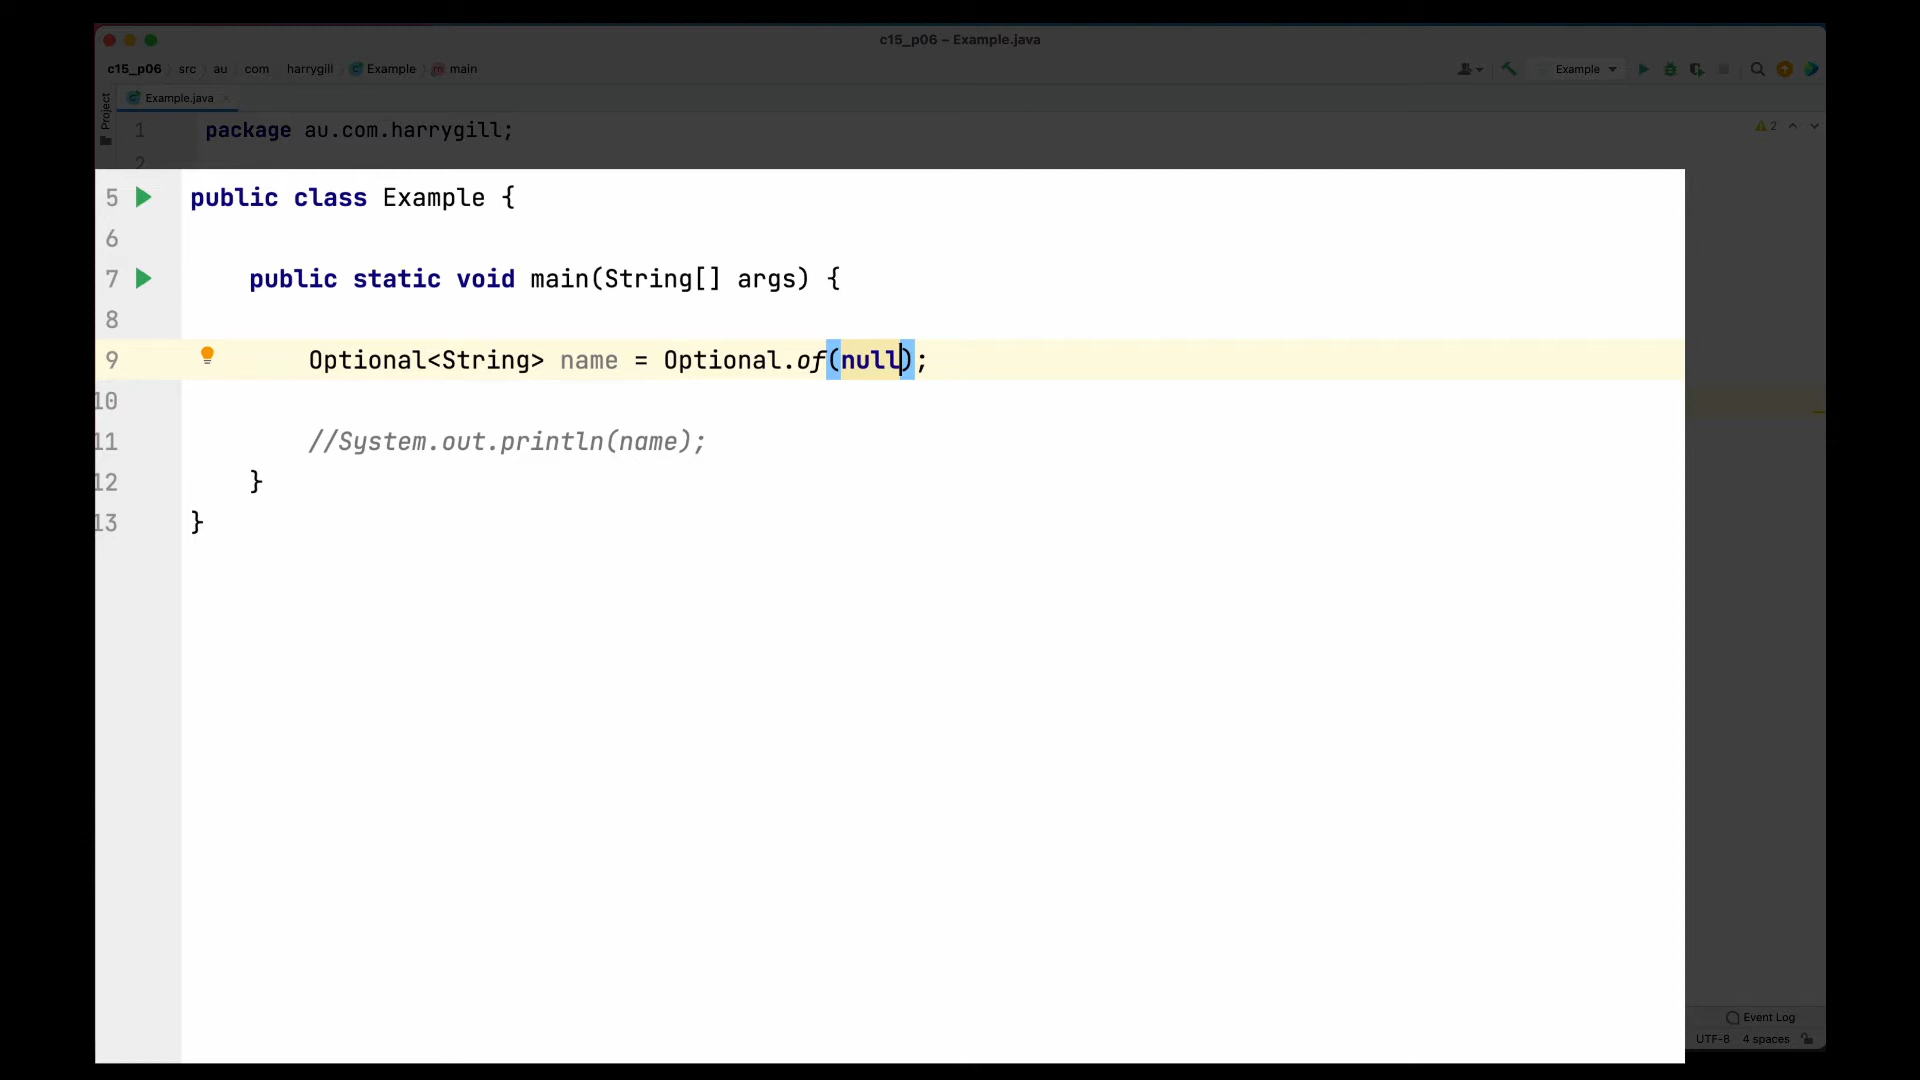 c15_p06 – Example.java
c15_p06 src au com harrygill Example main
Example
Project
Example.java
1 package au.com.harrygill;
2
2
5 public class Example {
6
7 public static void main(String[] args) {
8
9 Optional<String> name = Optional.of(null);
10
11 //System.out.println(name);
12 }
13 }
Event Log
UTF-8 4 spaces